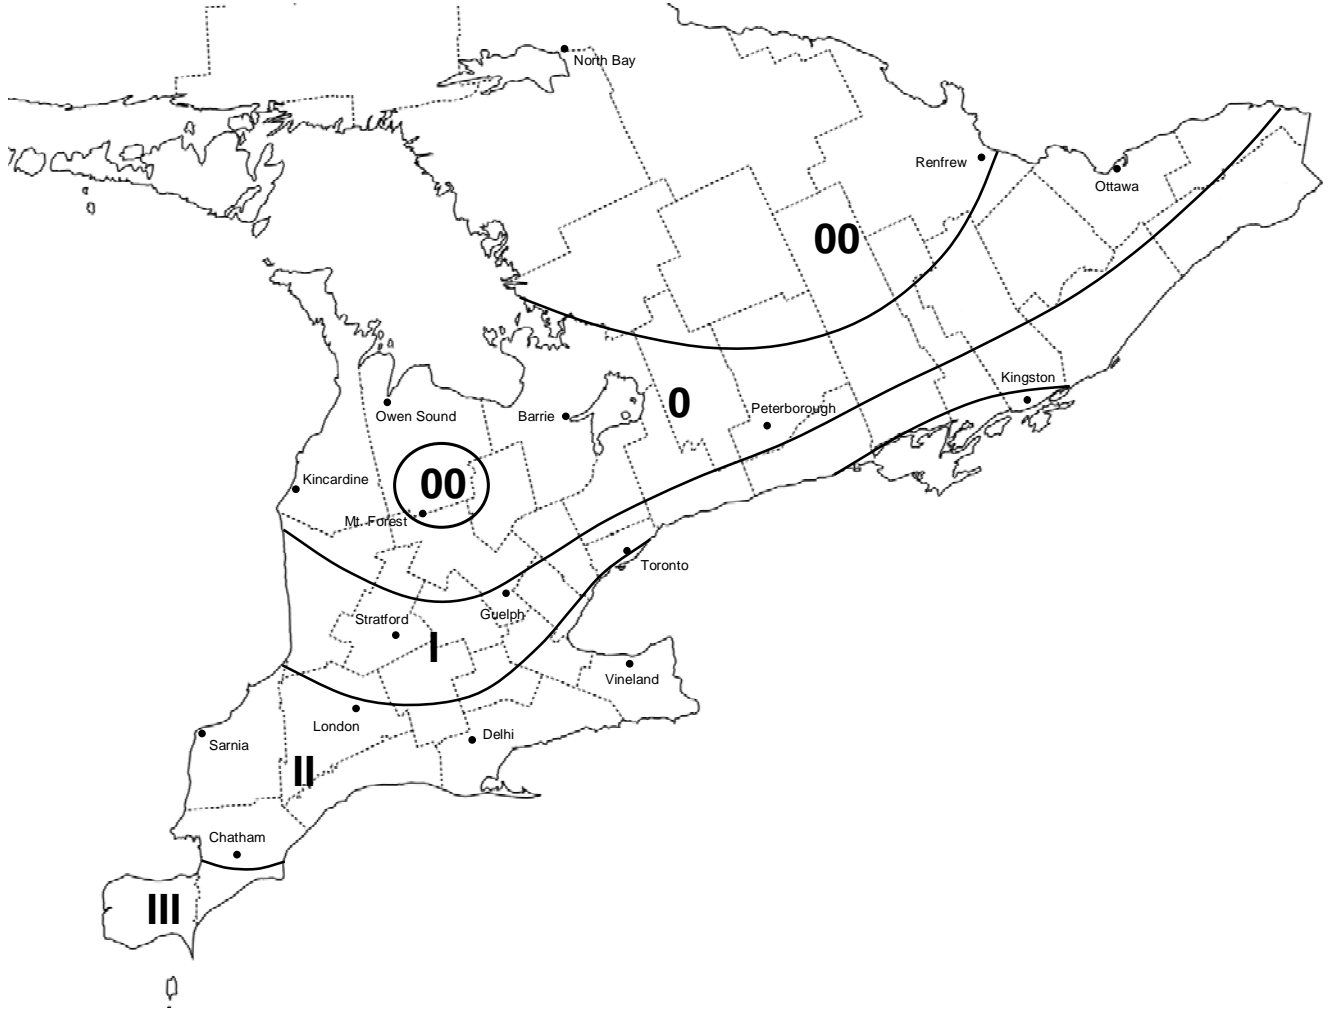 North Bay
Renfrew
Ottawa
00
Kingston
0
Owen Sound
Barrie
Peterborough
Kincardine
00
Mt. Forest
Toronto
Stratford
Guelph
I
Vineland
London
Delhi
Sarnia
II
Chatham
III